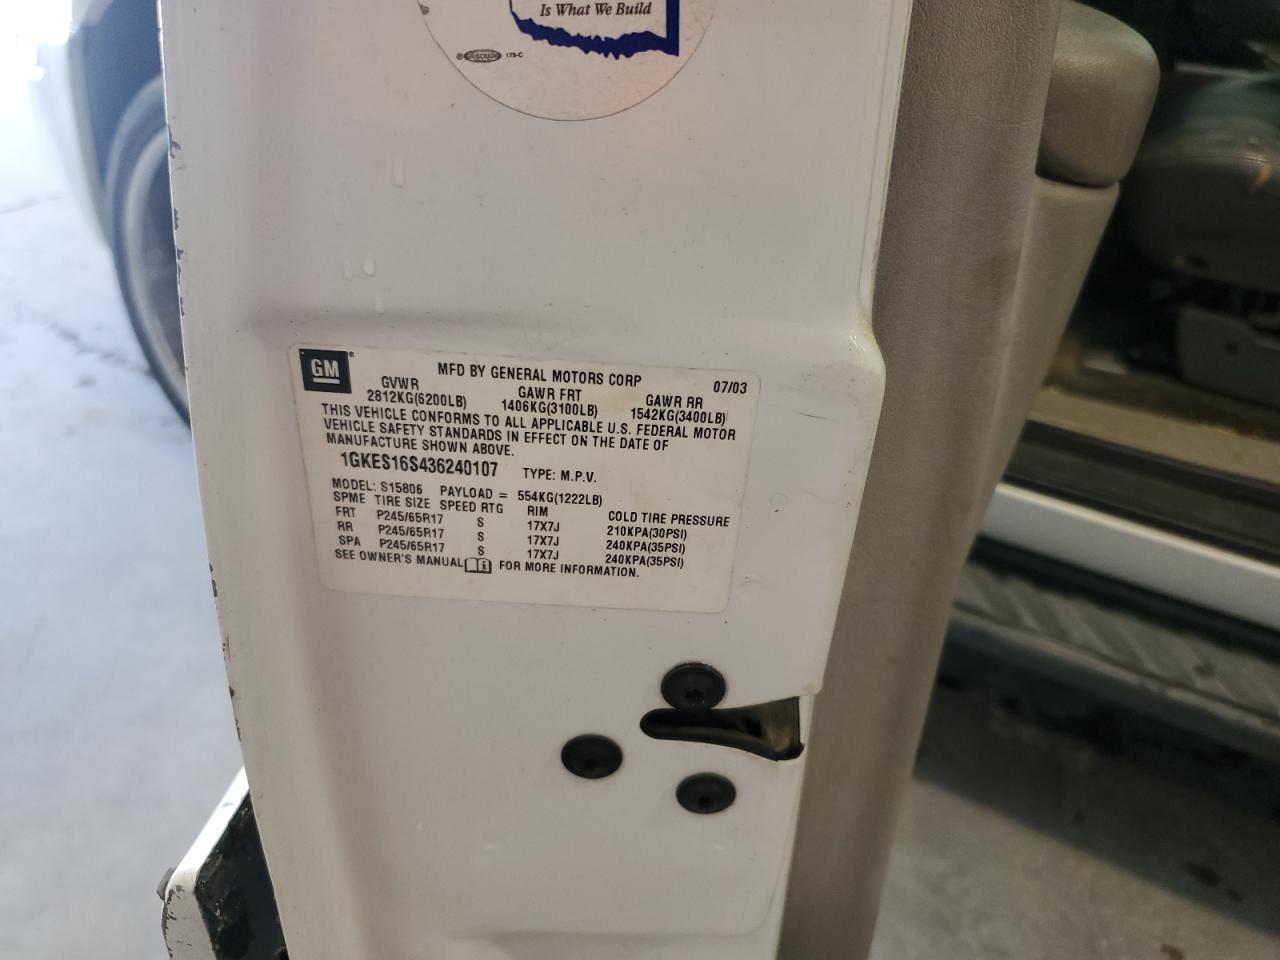 Is What We Build
178-C
GM
MFD BY GENERAL MOTORS CORP 07/03
GVWR GAWR FRT GAWR RR
2812KG(6200LB) 1406KG(3100LB) 1542KG(3400LB)
THIS VEHICLE CONFORMS TO ALL APPLICABLE U.S. FEDERAL MOTOR
VEHICLE SAFETY STANDARDS IN EFFECT ON THE DATE OF
MANUFACTURE SHOWN ABOVE.
1GKES16S436240107 TYPE: M.P.V.
MODEL: S15806 PAYLOAD = 554KG(1222LB)
SPME TIRE SIZE SPEED RTG RIM COLD TIRE PRESSURE
FRT P245/65R17 S 17X7J 210KPA(30PSI)
RR P245/65R17 S 17X7J 240KPA(35PSI)
SPA P245/65R17 S 17X7J 240KPA(35PSI)
SEE OWNER'S MANUAL FOR MORE INFORMATION.